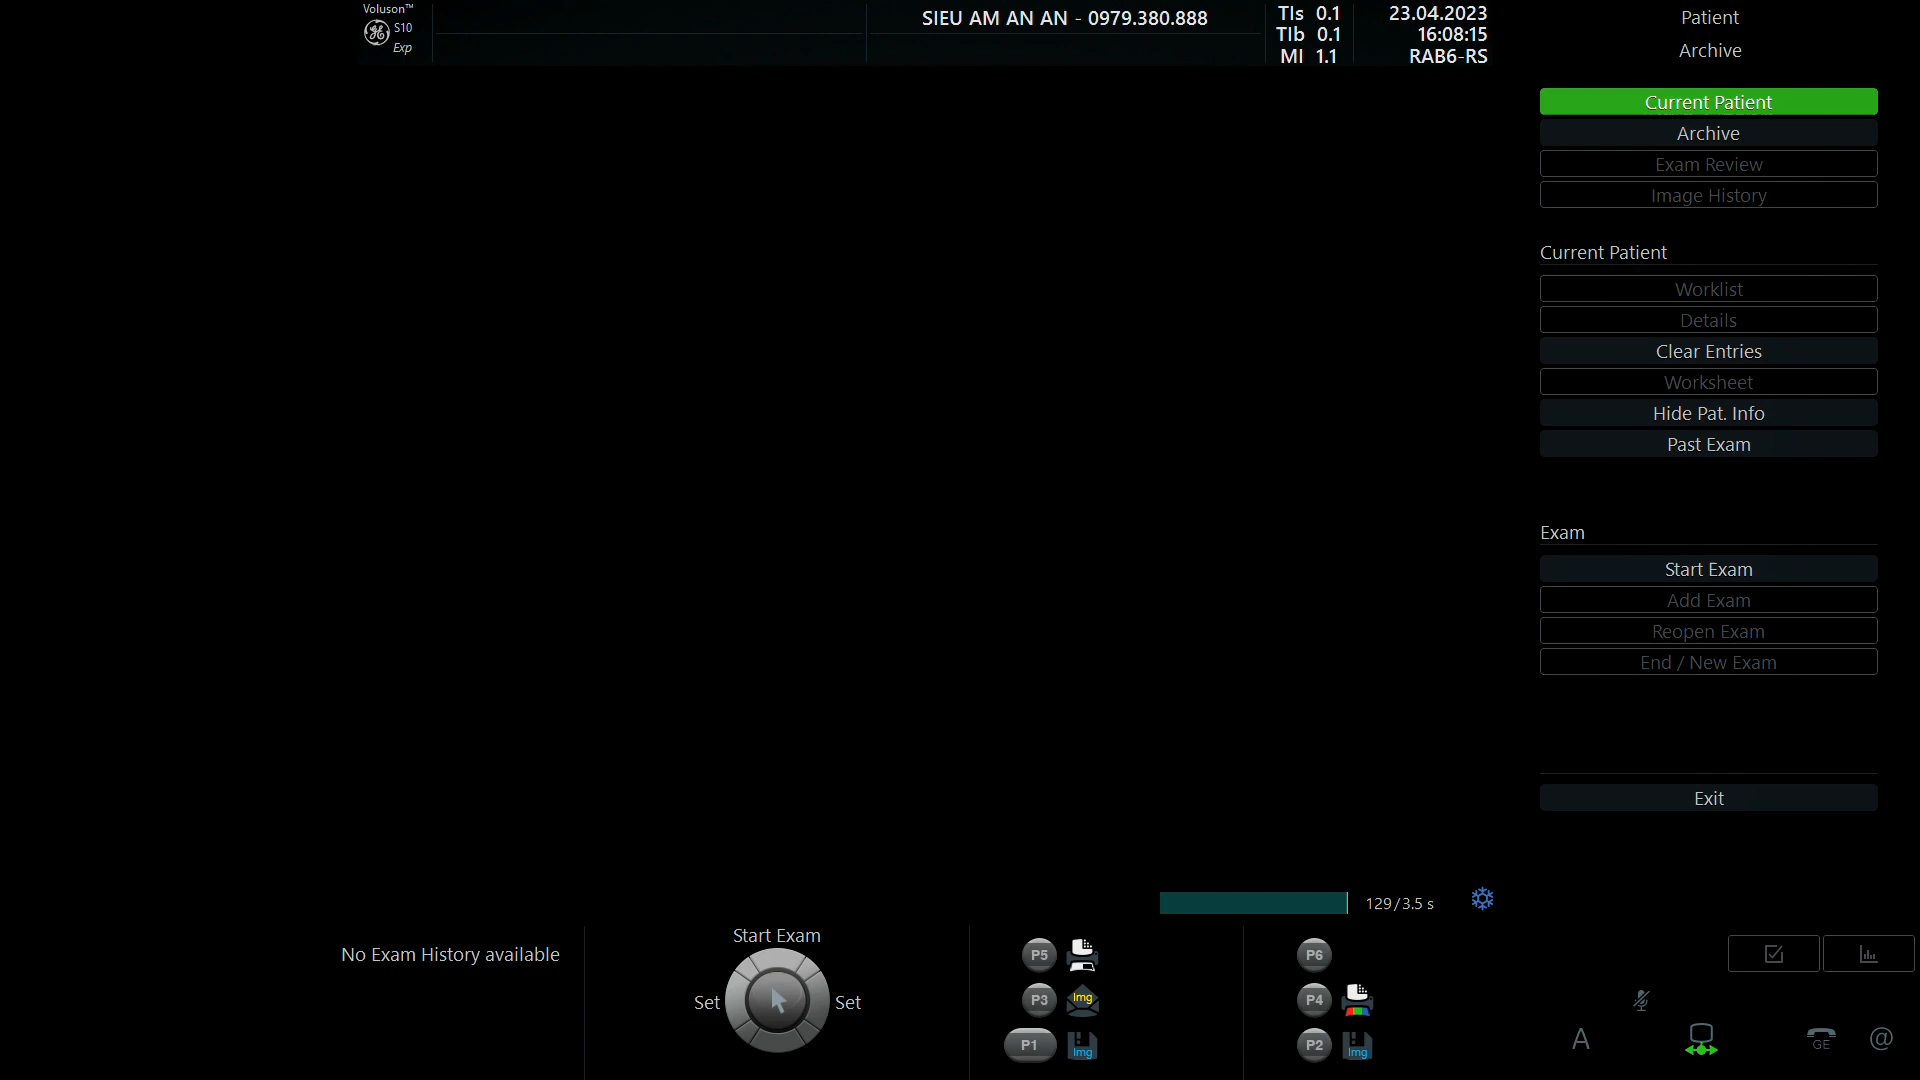 Voluson™
S10
Exp
SIEU AM AN AN - 0979.380.888
TIs 0.1
TIb 0.1
MI 1.1
23.04.2023
16:08:15
RAB6-RS
Patient
Archive
Current Patient
Archive
Exam Review
Image History
Current Patient
Worklist
Details
Clear Entries
Worksheet
Hide Pat. Info
Past Exam
Exam
Start Exam
Add Exam
Reopen Exam
End / New Exam
Exit
129/3.5 s
No Exam History available
Start Exam
Set
Set
P5
P3 Img
P1 Img
P6
P4
P2 Img
A
GE
@